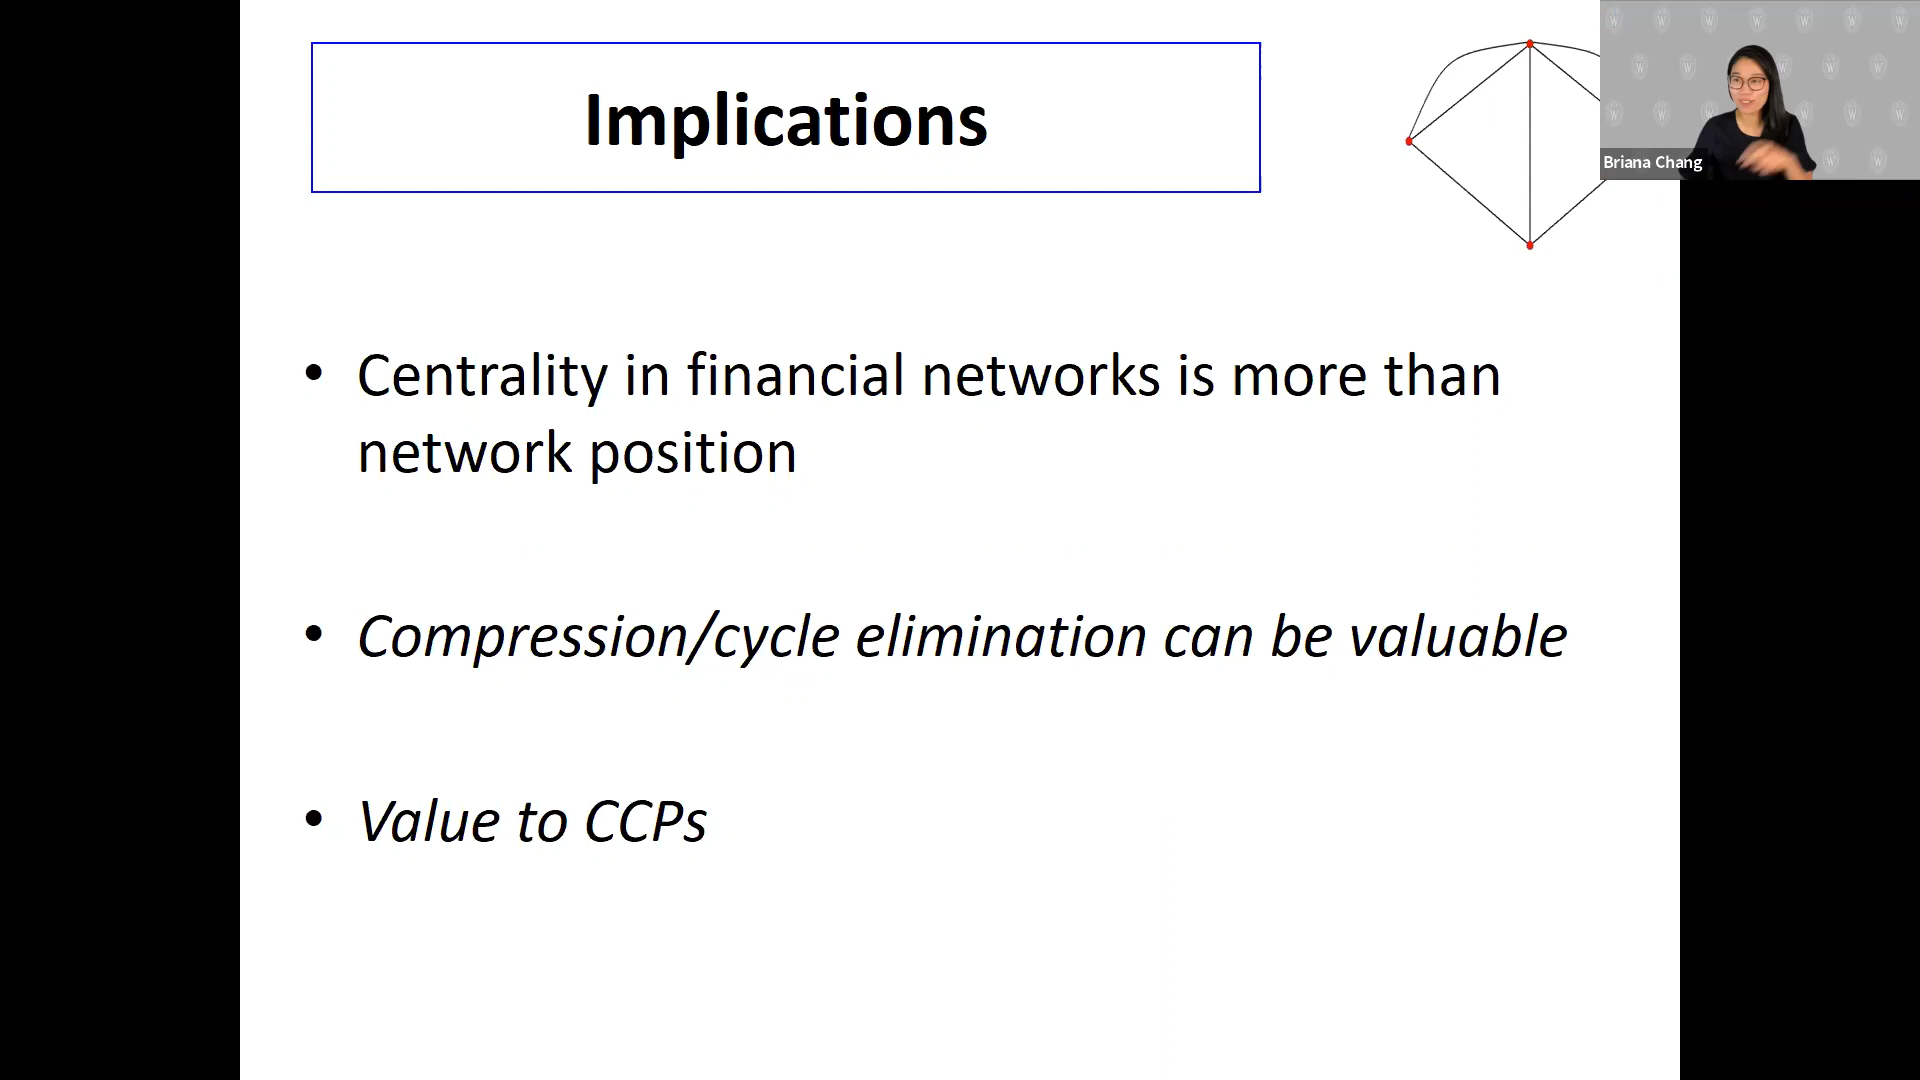 Implications
Briana Chang
• Centrality in financial networks is more than
network position
• Compression/cycle elimination can be valuable
• Value to CCPs